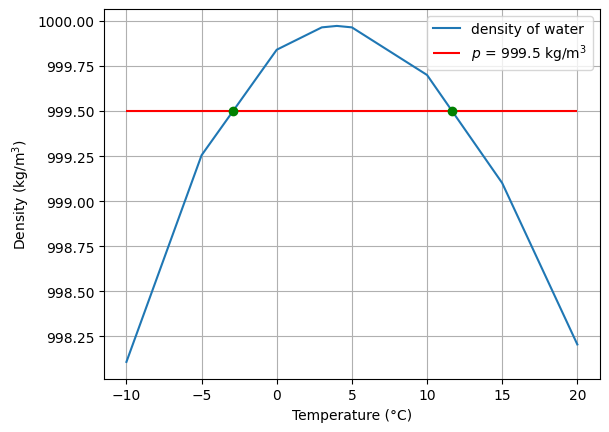 density of water
p = 999.5 kg/m³
1000.00
999.75
999.50
999.25
999.00
998.75
998.50
998.25
Density (kg/m³)
−10 −5 0 5 10 15 20
Temperature (°C)